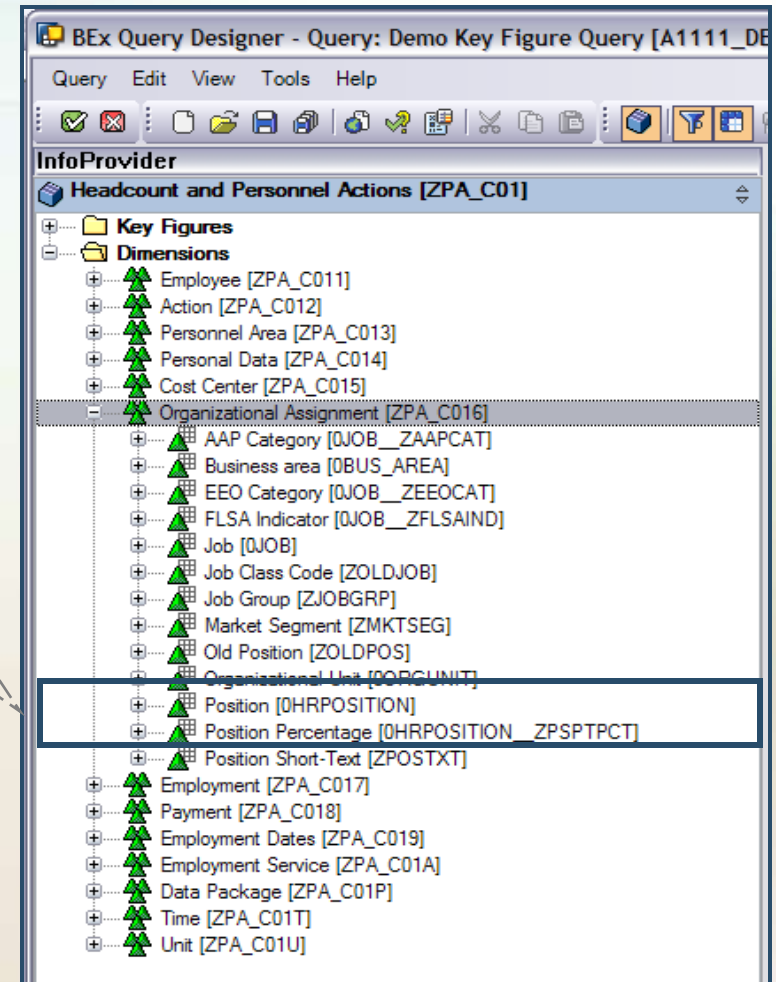 BEx Query Designer - Query: Demo Key Figure Query [A1111_DE
Query Edit View Tools Help
InfoProvider
Headcount and Personnel Actions [ZPA_C01]
Key Figures
Dimensions
Employee [ZPA_C011]
Action [ZPA_C012]
Personnel Area [ZPA_C013]
Personal Data [ZPA_C014]
Cost Center [ZPA_C015]
Organizational Assignment [ZPA_C016]
AAP Category [0JOB__ZAAPCAT]
Business area [0BUS_AREA]
EEO Category [0JOB__ZEEOCAT]
FLSA Indicator [0JOB__ZFLSAIND]
Job [0JOB]
Job Class Code [ZOLDJOB]
Job Group [ZJOBGRP]
Market Segment [ZMKTSEG]
Old Position [ZOLDPOS]
Organizational Unit [0ORGUNIT]
Position [0HRPOSITION]
Position Percentage [0HRPOSITION__ZPSPTPCT]
Position Short-Text [ZPOSTXT]
Employment [ZPA_C017]
Payment [ZPA_C018]
Employment Dates [ZPA_C019]
Employment Service [ZPA_C01A]
Data Package [ZPA_C01P]
Time [ZPA_C01T]
Unit [ZPA_C01U]